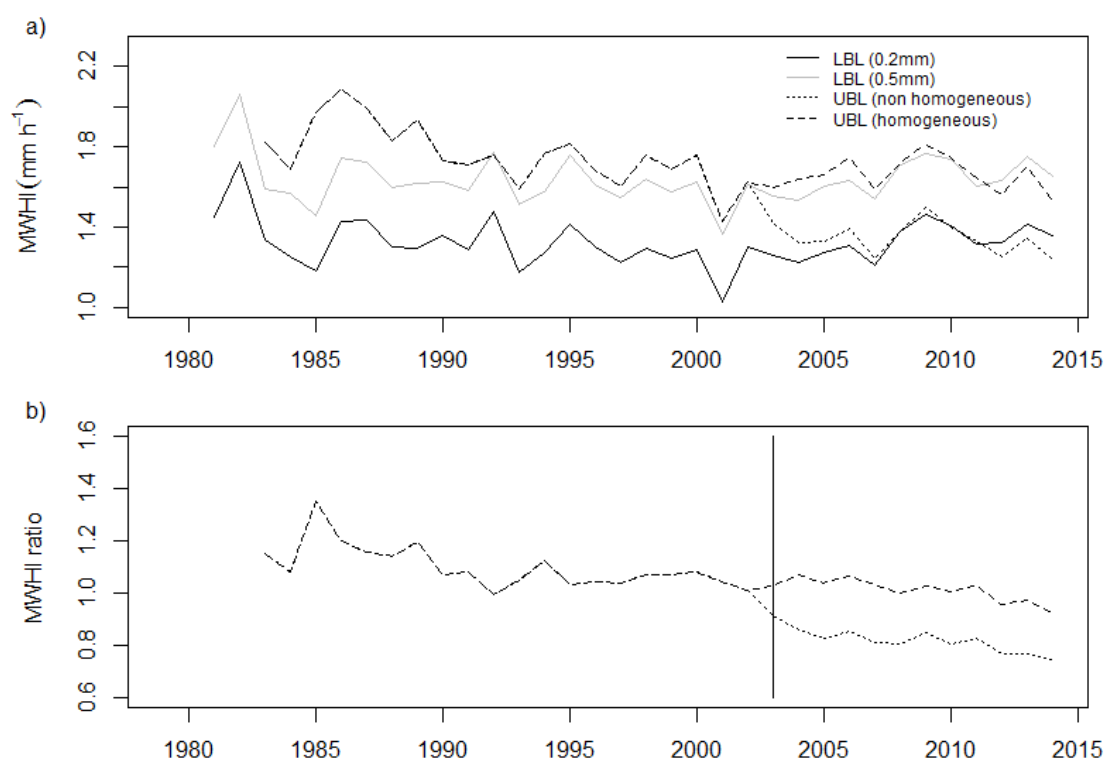 a)
MWHI (mm h⁻¹)
2.2
1.8
1.4
1.0
LBL (0.2mm)
LBL (0.5mm)
UBL (non homogeneous)
UBL (homogeneous)
1980 1985 1990 1995 2000 2005 2010 2015
b)
MWHI ratio
1.6
1.4
1.2
1.0
0.8
0.6
1980 1985 1990 1995 2000 2005 2010 2015